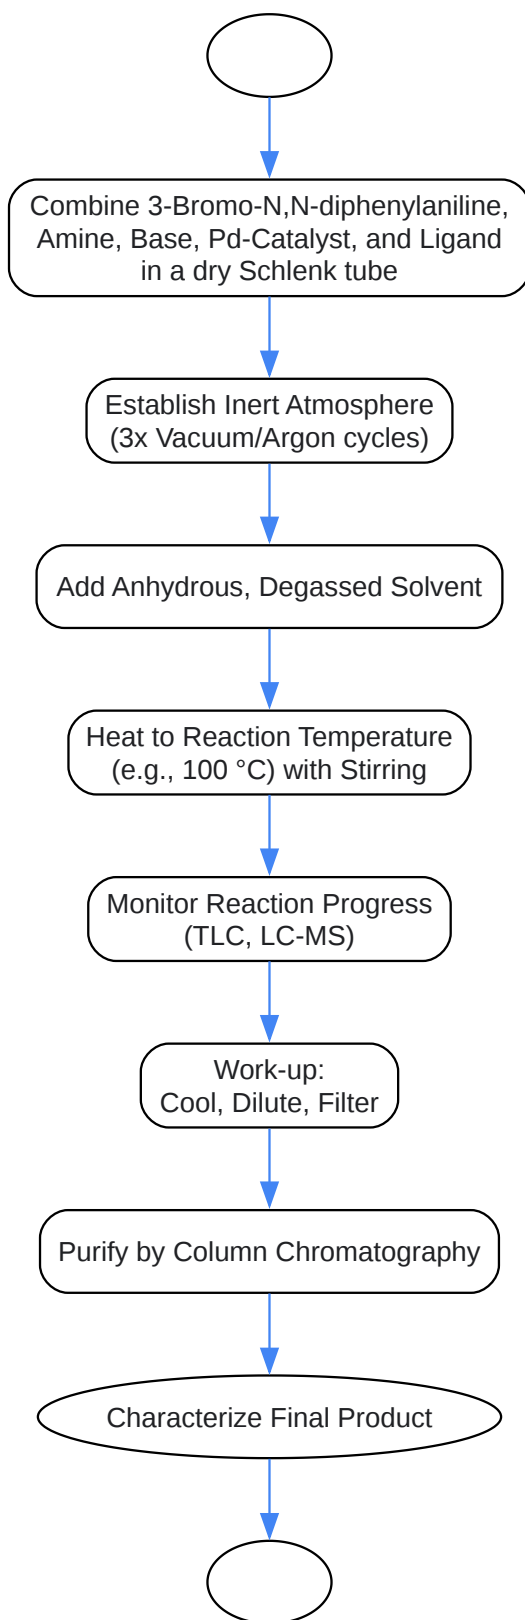 Combine 3-Bromo-N,N-diphenylaniline,
Amine, Base, Pd-Catalyst, and Ligand
in a dry Schlenk tube
Establish Inert Atmosphere
(3x Vacuum/Argon cycles)
Add Anhydrous, Degassed Solvent
Heat to Reaction Temperature
(e.g., 100 °C) with Stirring
Monitor Reaction Progress
(TLC, LC-MS)
Work-up:
Cool, Dilute, Filter
Purify by Column Chromatography
Characterize Final Product